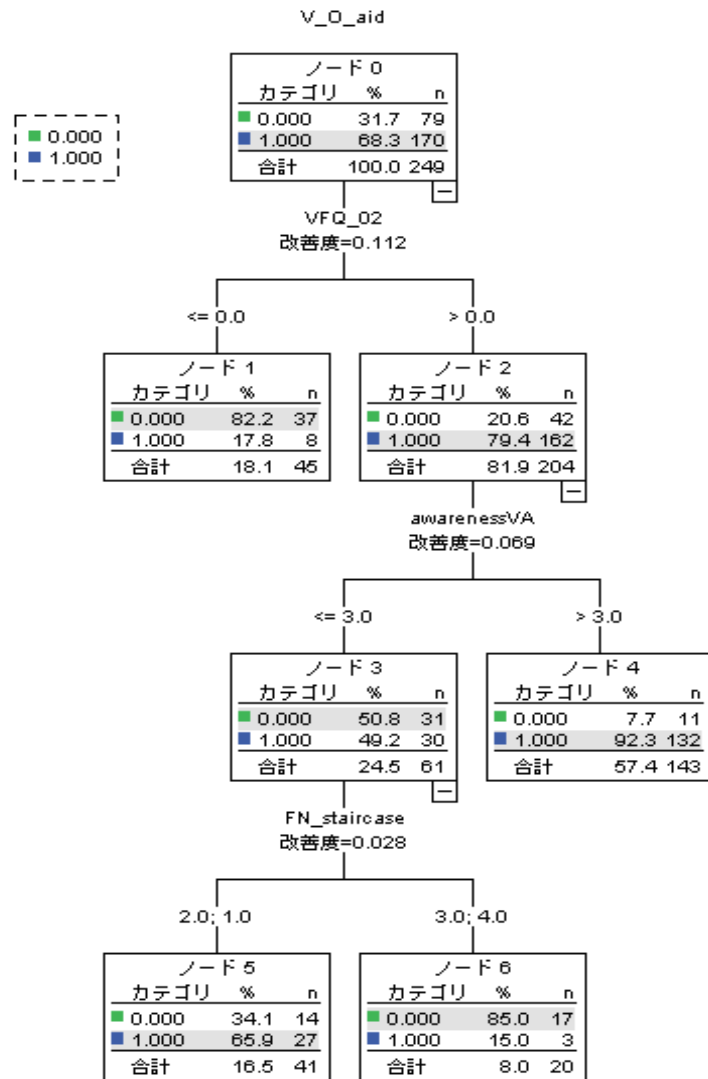 V_O_aid
0.000
1.000
ノード 0
カテゴリ % n
0.000 31.7 79
1.000 68.3 170
合計 100.0 249
VFQ_02
改善度=0.112
<= 0.0
> 0.0
ノード 1
カテゴリ % n
0.000 82.2 37
1.000 17.8 8
合計 18.1 45
ノード 2
カテゴリ % n
0.000 20.6 42
1.000 79.4 162
合計 81.9 204
awarenessVA
改善度=0.069
<= 3.0
> 3.0
ノード 3
カテゴリ % n
0.000 50.8 31
1.000 49.2 30
合計 24.5 61
ノード 4
カテゴリ % n
0.000 7.7 11
1.000 92.3 132
合計 57.4 143
FN_staircase
改善度=0.028
2.0; 1.0
3.0; 4.0
ノード 5
カテゴリ % n
0.000 34.1 14
1.000 65.9 27
合計 16.5 41
ノード 6
カテゴリ % n
0.000 85.0 17
1.000 15.0 3
合計 8.0 20